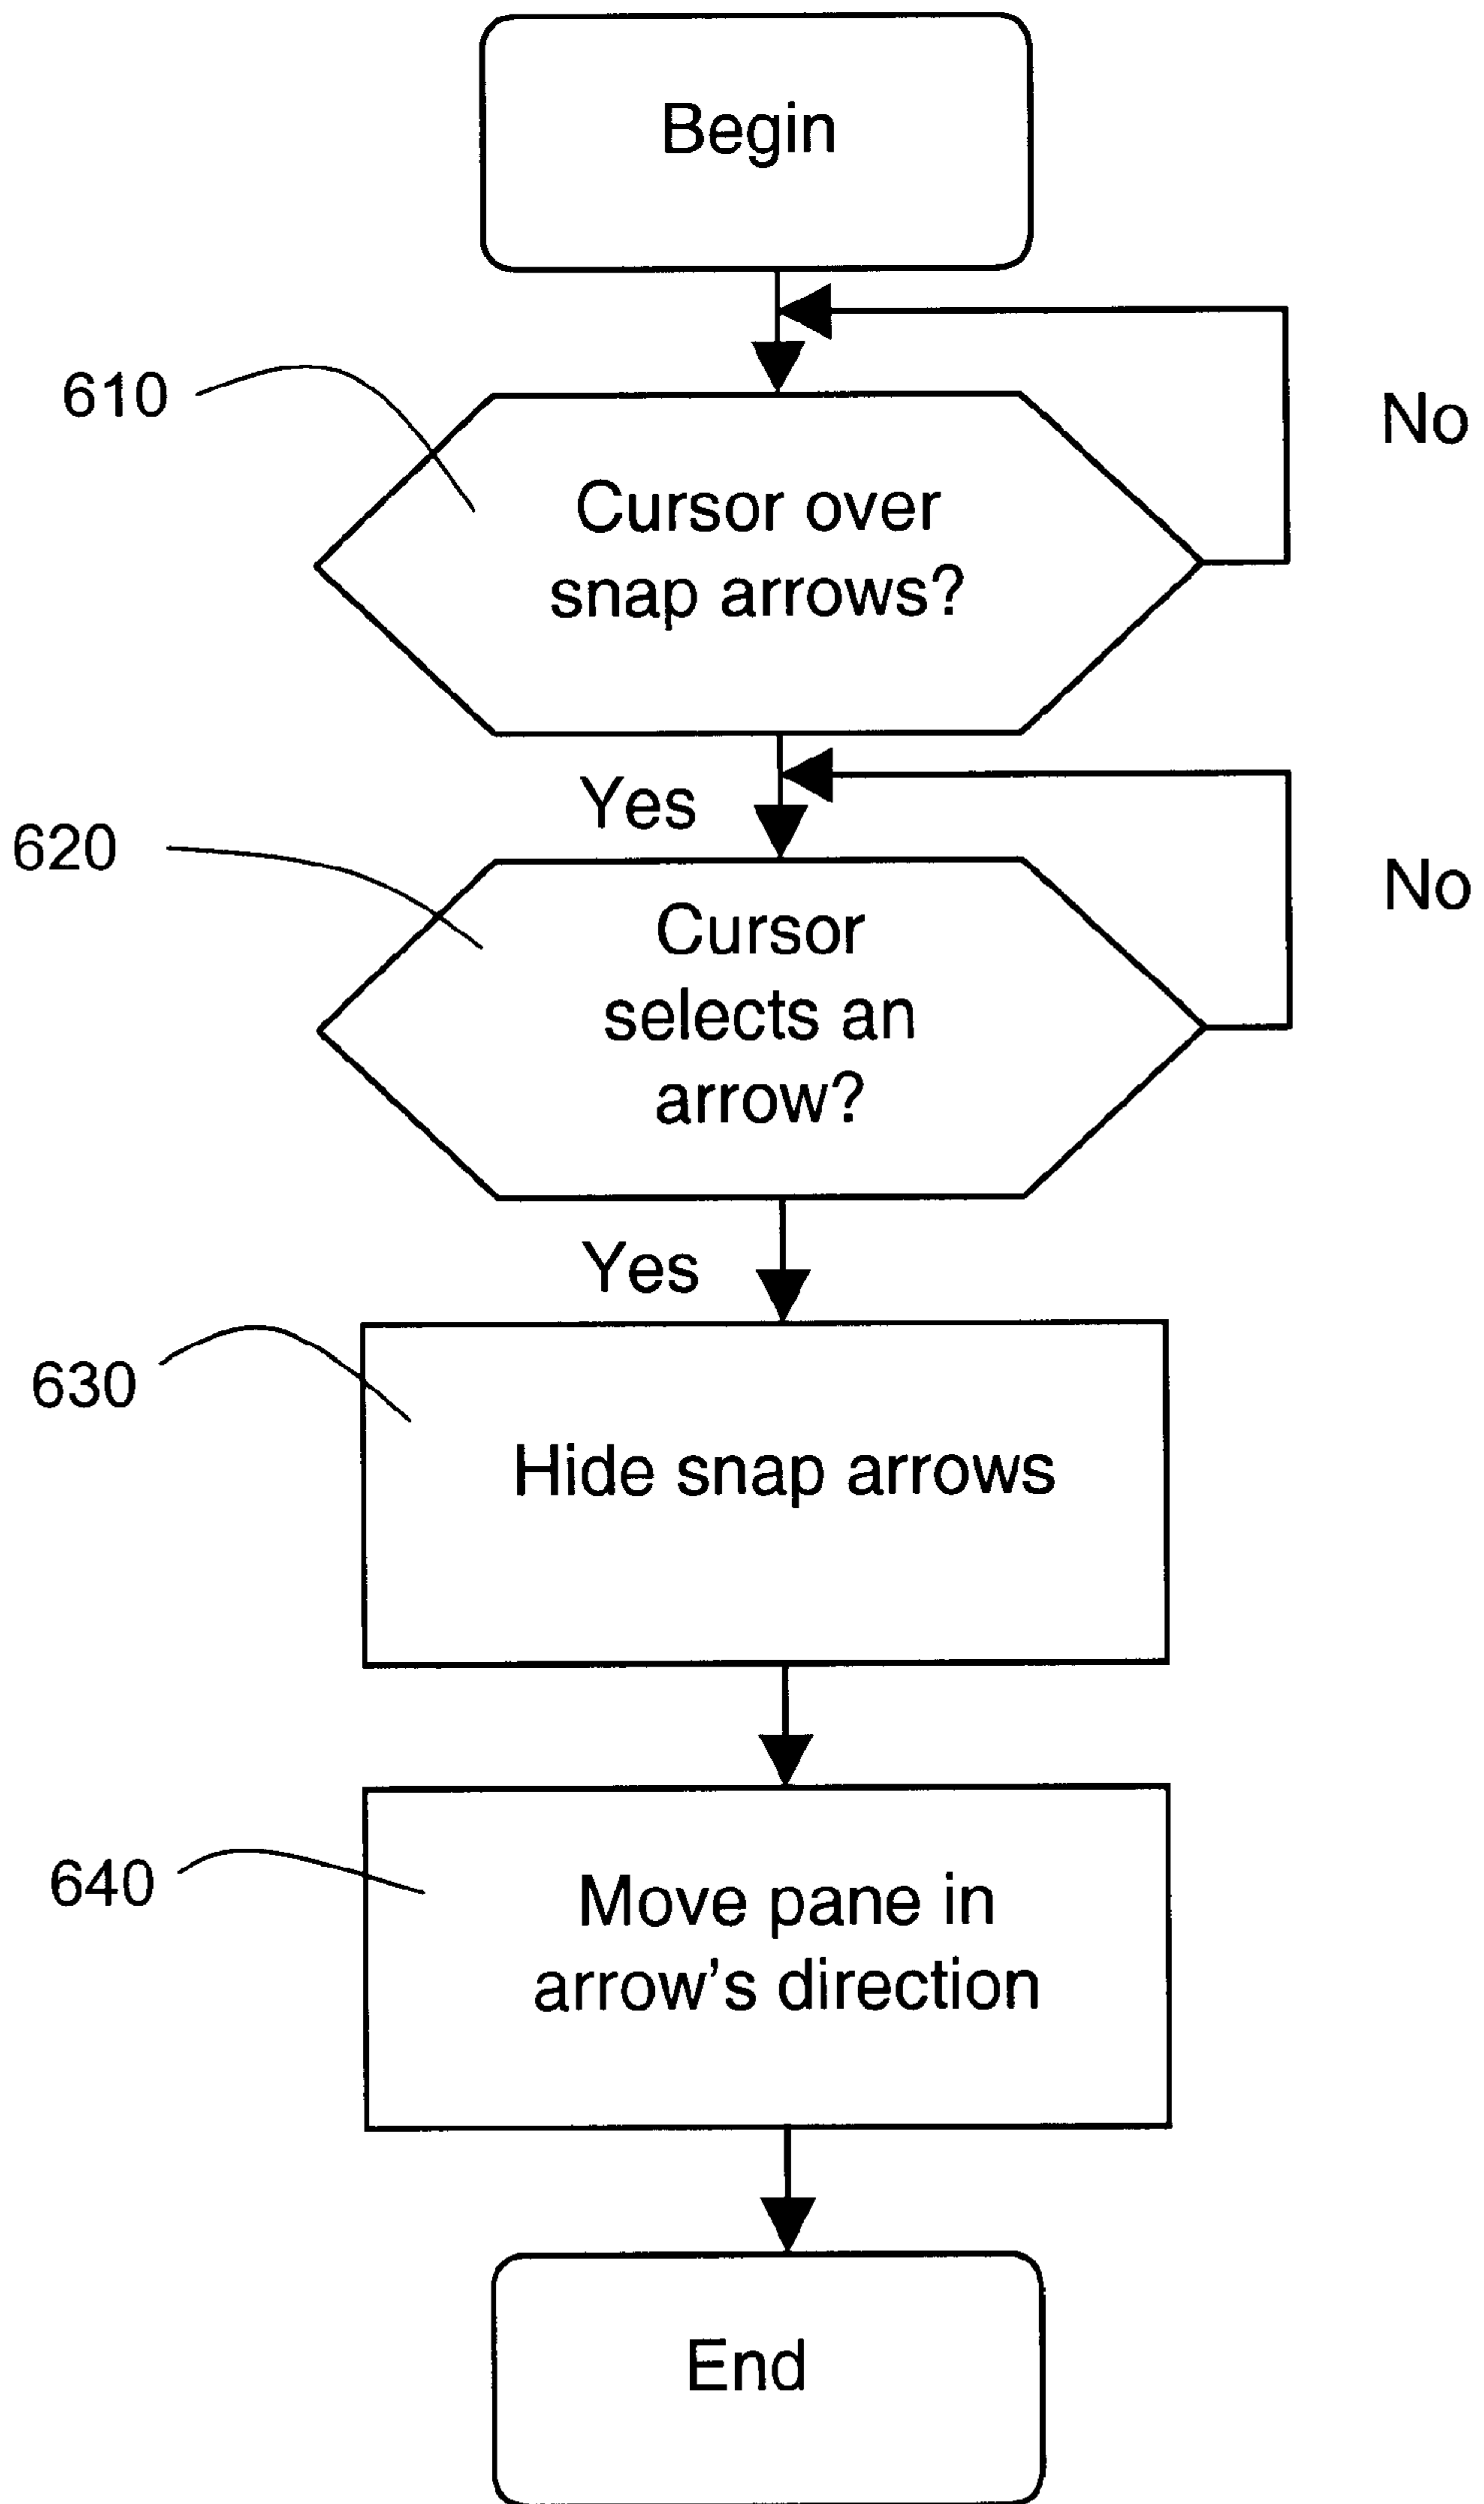 Begin
610
No
Cursor over
snap arrows?
Yes
620
No
Cursor
selects an
arrow?
Yes
630
Hide snap arrows
640
Move pane in
arrow's direction
End